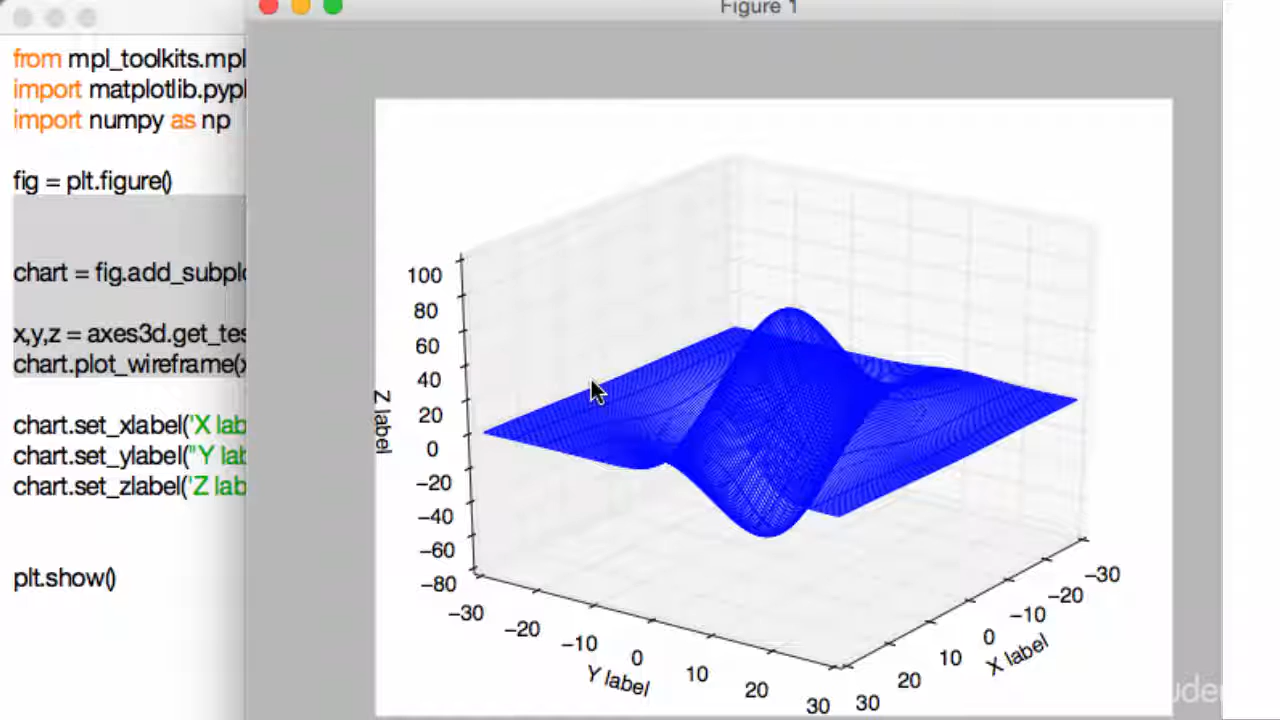 Figure 1
from mpl_toolkits.mpl
import matplotlib.pypl
import numpy as np
fig = plt.figure()
chart = fig.add_subplo
x,y,z = axes3d.get_tes
chart.plot_wireframe(x
chart.set_xlabel('X lab
chart.set_ylabel("Y lab
chart.set_zlabel('Z lab
plt.show()
100
80
60
40
20
0
−20
−40
−60
−80
Z label
−30
−20
−10
0
10
20
30
Y label
30
20
10
0
−10
−20
−30
X label